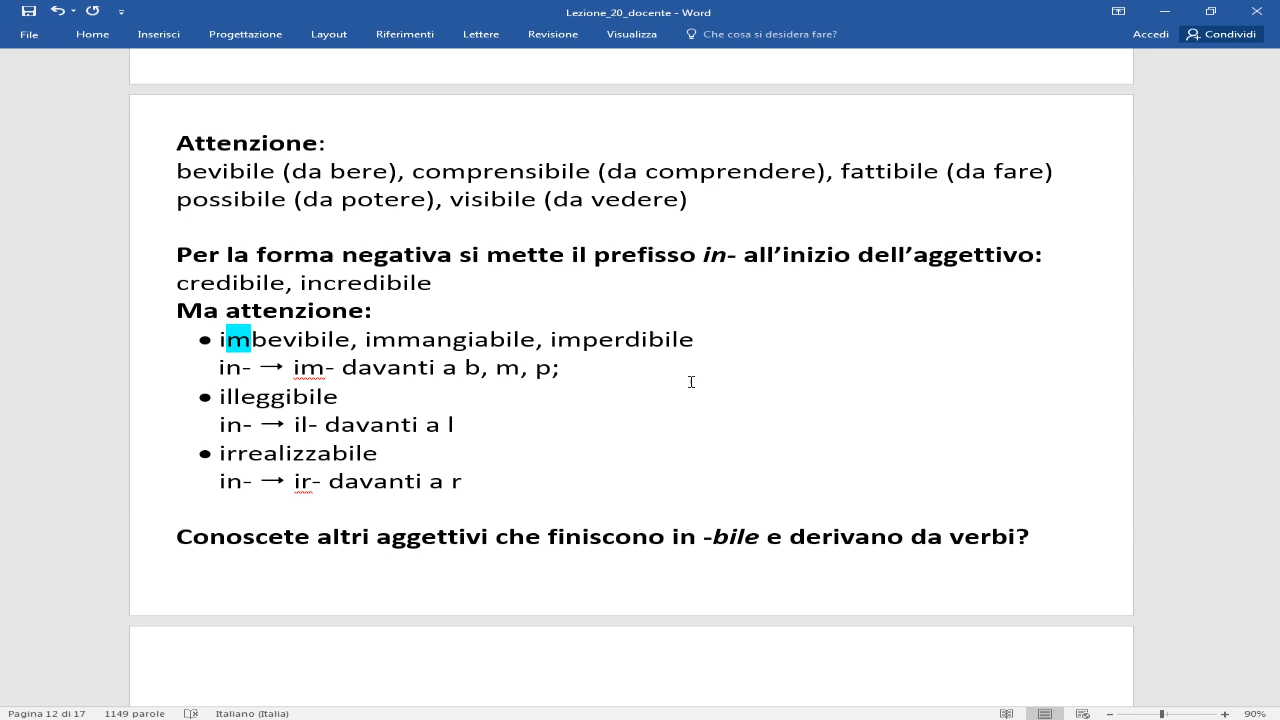 Lezione_20_docente - Word
File Home Inserisci Progettazione Layout Riferimenti Lettere Revisione Visualizza Che cosa si desidera fare? Accedi Condividi
Attenzione:
bevibile (da bere), comprensibile (da comprendere), fattibile (da fare)
possibile (da potere), visibile (da vedere)
Per la forma negativa si mette il prefisso in- all’inizio dell’aggettivo:
credibile, incredibile
Ma attenzione:
● imbevibile, immangiabile, imperdibile
in- → im- davanti a b, m, p;
● illeggibile
in- → il- davanti a l
● irrealizzabile
in- → ir- davanti a r
Conoscete altri aggettivi che finiscono in -bile e derivano da verbi?
Pagina 12 di 17 1149 parole Italiano (Italia) 90%